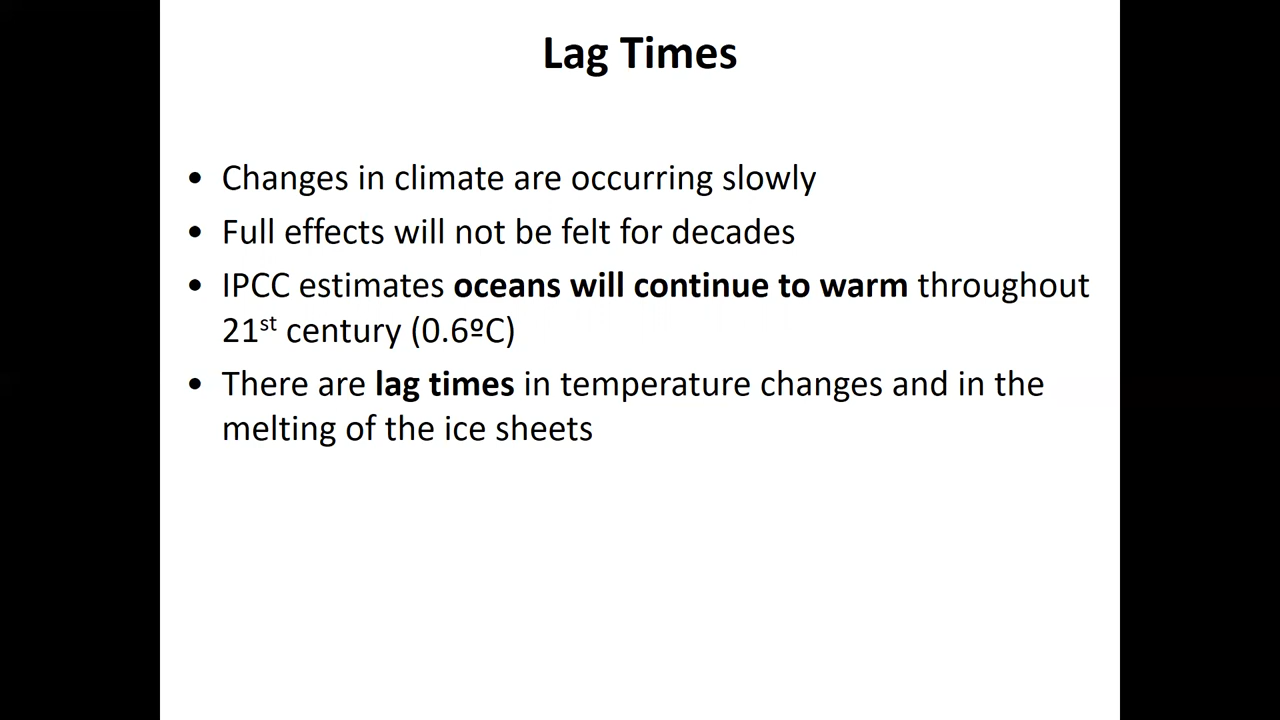 Lag Times
• Changes in climate are occurring slowly
• Full effects will not be felt for decades
• IPCC estimates oceans will continue to warm throughout
21st century (0.6ºC)
• There are lag times in temperature changes and in the
melting of the ice sheets